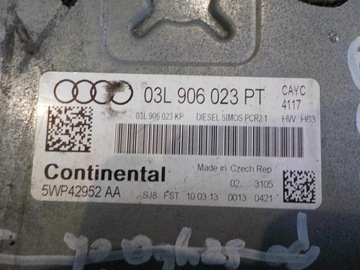 03L 906 023 PT
CAYC
4117
03L 906 023 KP DIESEL SIMOS PCR2.1 HW: H63
Continental
Made in Czech Rep
5WP42952 AA
02. 3105
SJ8 FST 10 03 13 0013 0421